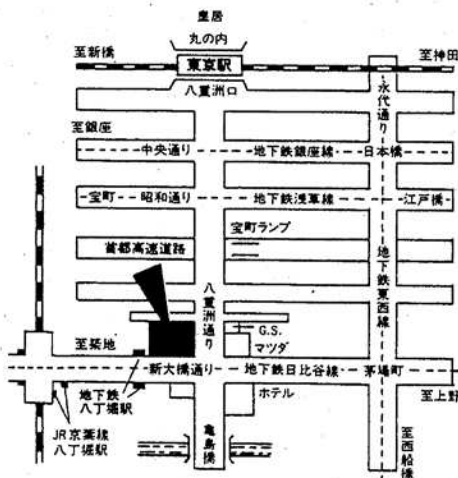 皇居
丸の内
至新橋
東京駅
至神田
八重洲口
永代通り
至銀座
中央通り
地下鉄銀座線
日本橋
宝町
昭和通り
地下鉄浅草線
江戸橋
宝町ランプ
首都高速道路
地下鉄東西線
八重洲通り
G.S.
マツダ
至築地
新大橋通り
地下鉄日比谷線
茅場町
地下鉄
八丁堀駅
ホテル
至上野
JR京葉線
八丁堀駅
亀島橋
至西船橋